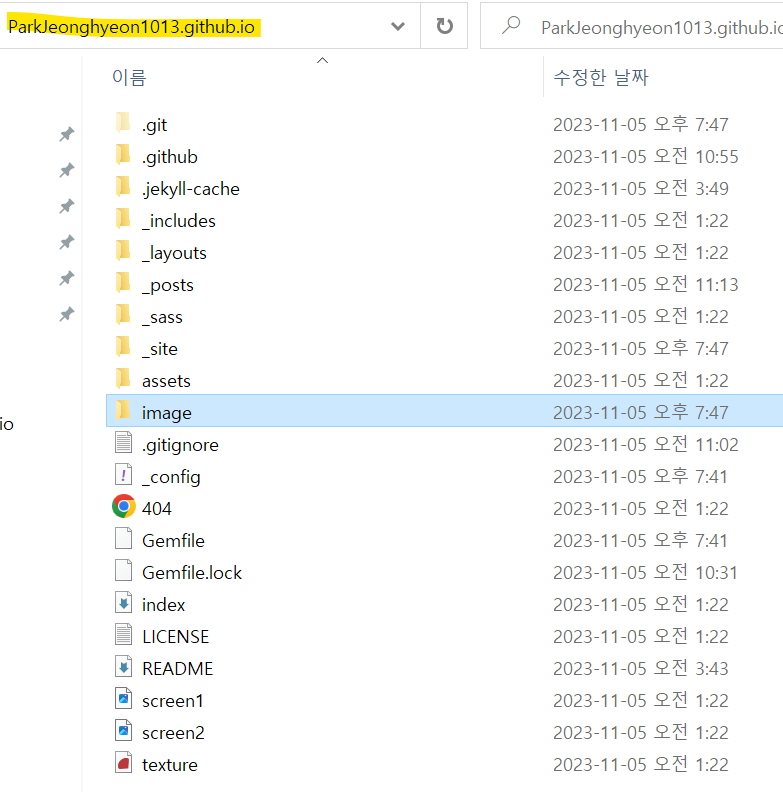 ParkJeonghyeon1013.github.io ParkJeonghyeon1013.github.io
이름 수정한 날짜
.git 2023-11-05 오후 7:47
.github 2023-11-05 오전 10:55
.jekyll-cache 2023-11-05 오전 3:49
_includes 2023-11-05 오전 1:22
_layouts 2023-11-05 오전 1:22
_posts 2023-11-05 오전 11:13
_sass 2023-11-05 오전 1:22
_site 2023-11-05 오후 7:47
assets 2023-11-05 오전 1:22
image 2023-11-05 오후 7:47
io
.gitignore 2023-11-05 오전 11:02
_config 2023-11-05 오후 7:41
404 2023-11-05 오전 1:22
Gemfile 2023-11-05 오후 7:41
Gemfile.lock 2023-11-05 오전 10:31
index 2023-11-05 오전 1:22
LICENSE 2023-11-05 오전 1:22
README 2023-11-05 오전 3:43
screen1 2023-11-05 오전 1:22
screen2 2023-11-05 오전 1:22
texture 2023-11-05 오전 1:22